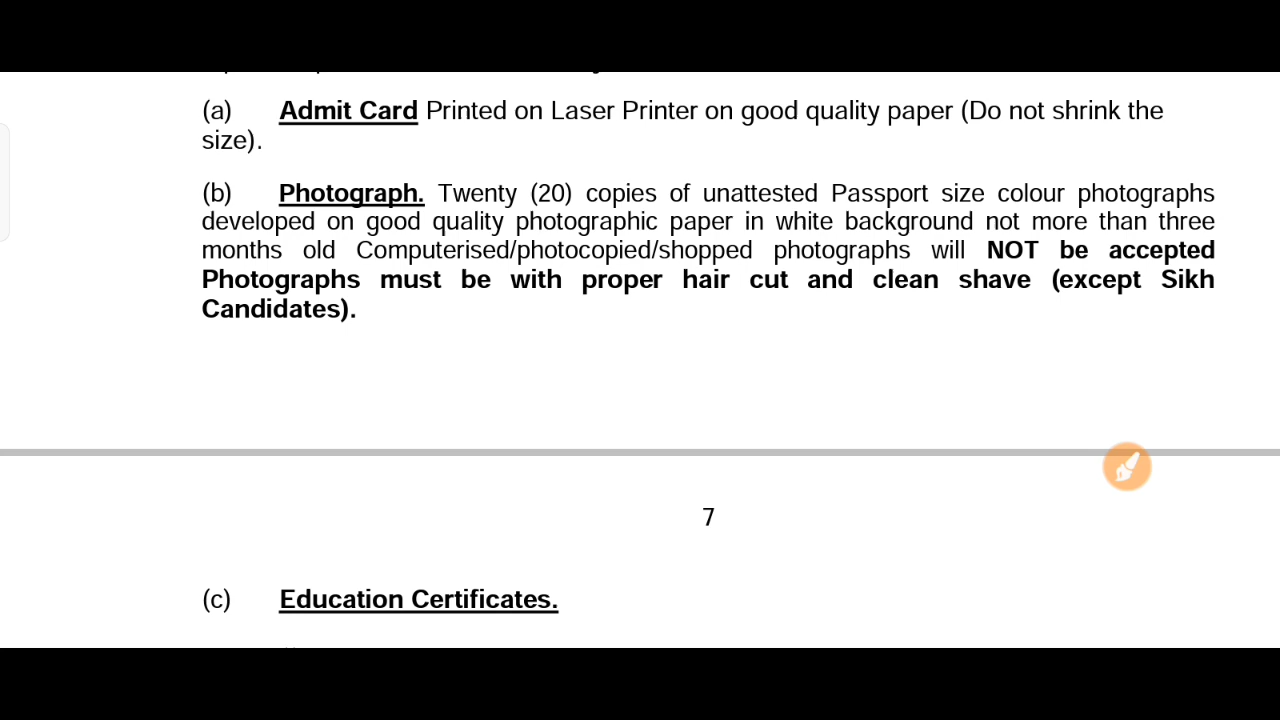 (a) Admit Card Printed on Laser Printer on good quality paper (Do not shrink the
size).
(b) Photograph. Twenty (20) copies of unattested Passport size colour photographs
developed on good quality photographic paper in white background not more than three
months old Computerised/photocopied/shopped photographs will NOT be accepted
Photographs must be with proper hair cut and clean shave (except Sikh
Candidates).
7
(c) Education Certificates.